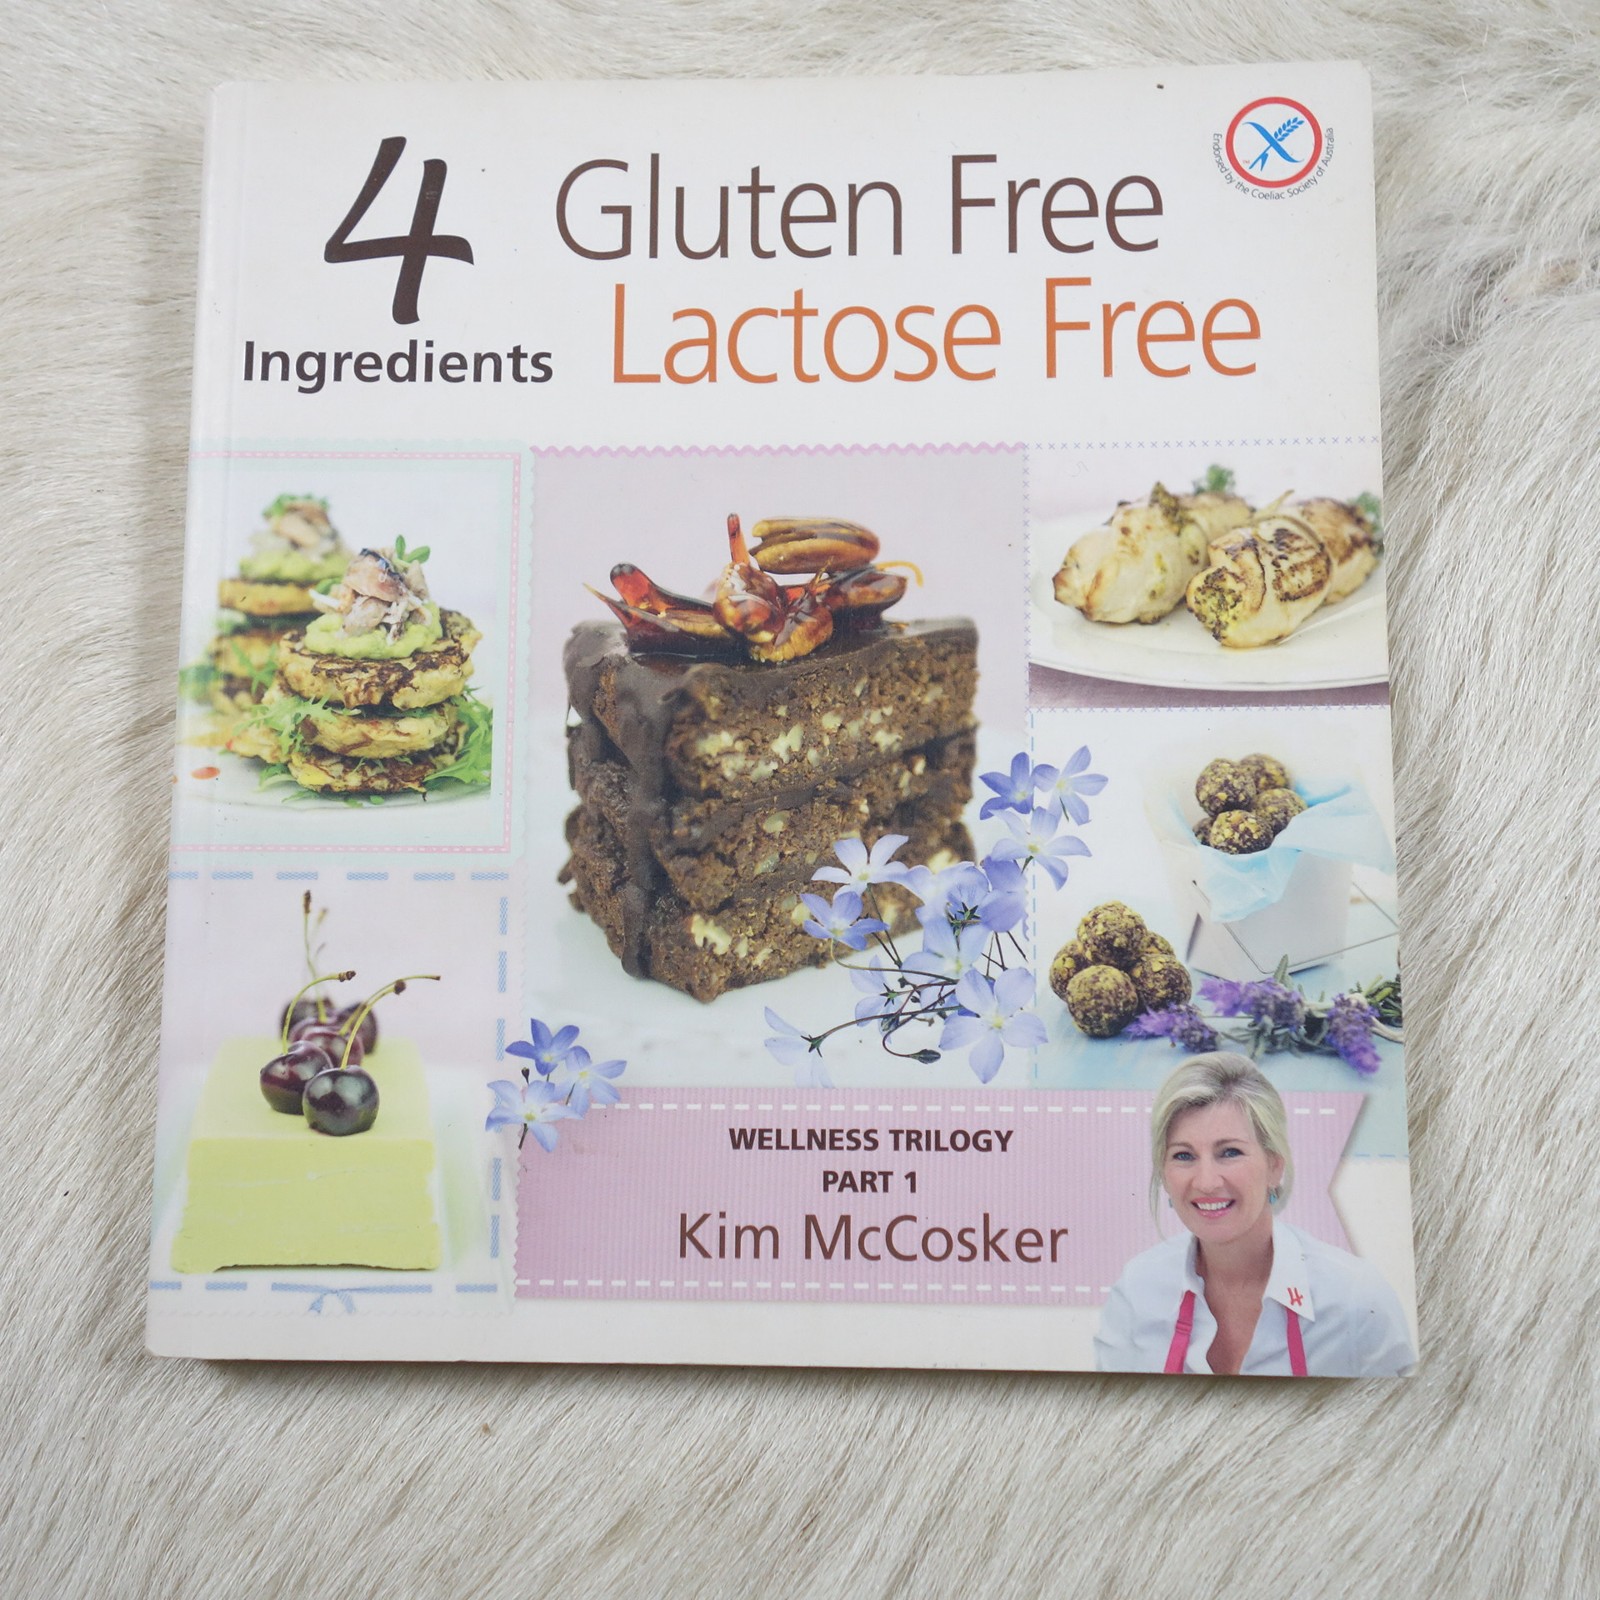 4
Ingredients
Gluten Free
Lactose Free
Endorsed by the Coeliac Society of Australia
WELLNESS TRILOGY
PART 1
Kim McCosker
4